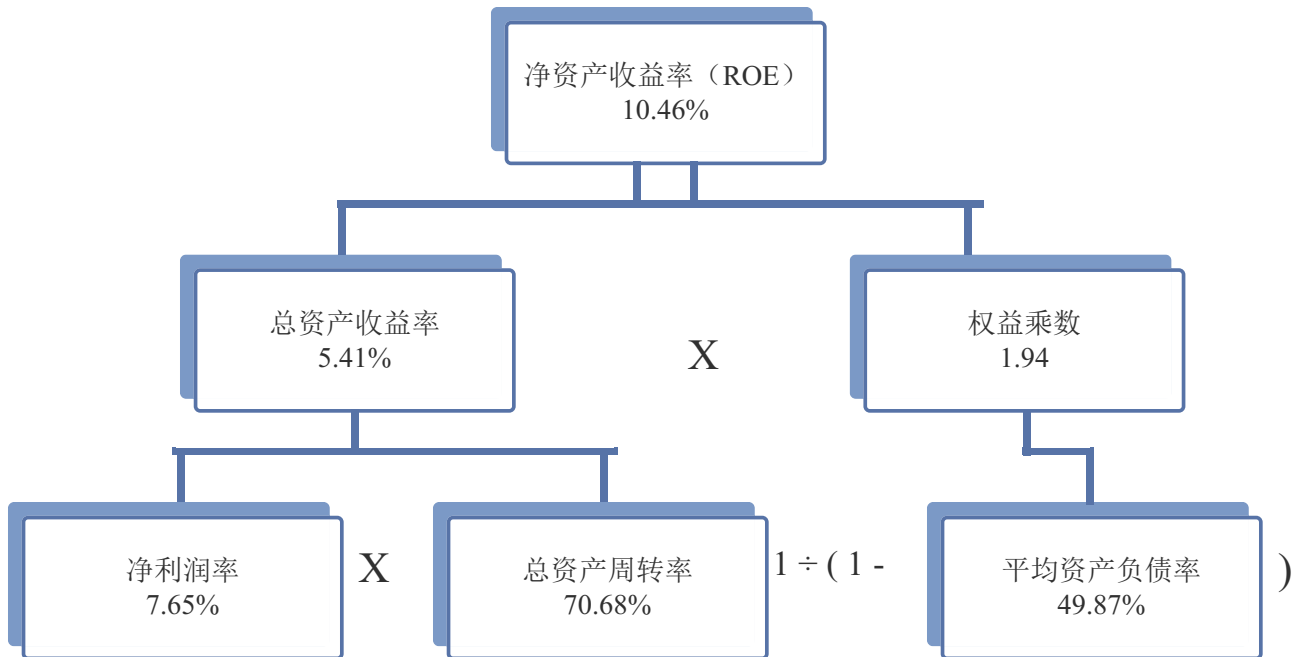 净资产收益率（ROE）
10.46%
总资产收益率
5.41%
X
权益乘数
1.94
净利润率
7.65%
X
总资产周转率
70.68%
1 ÷ ( 1 -
平均资产负债率
49.87%
)